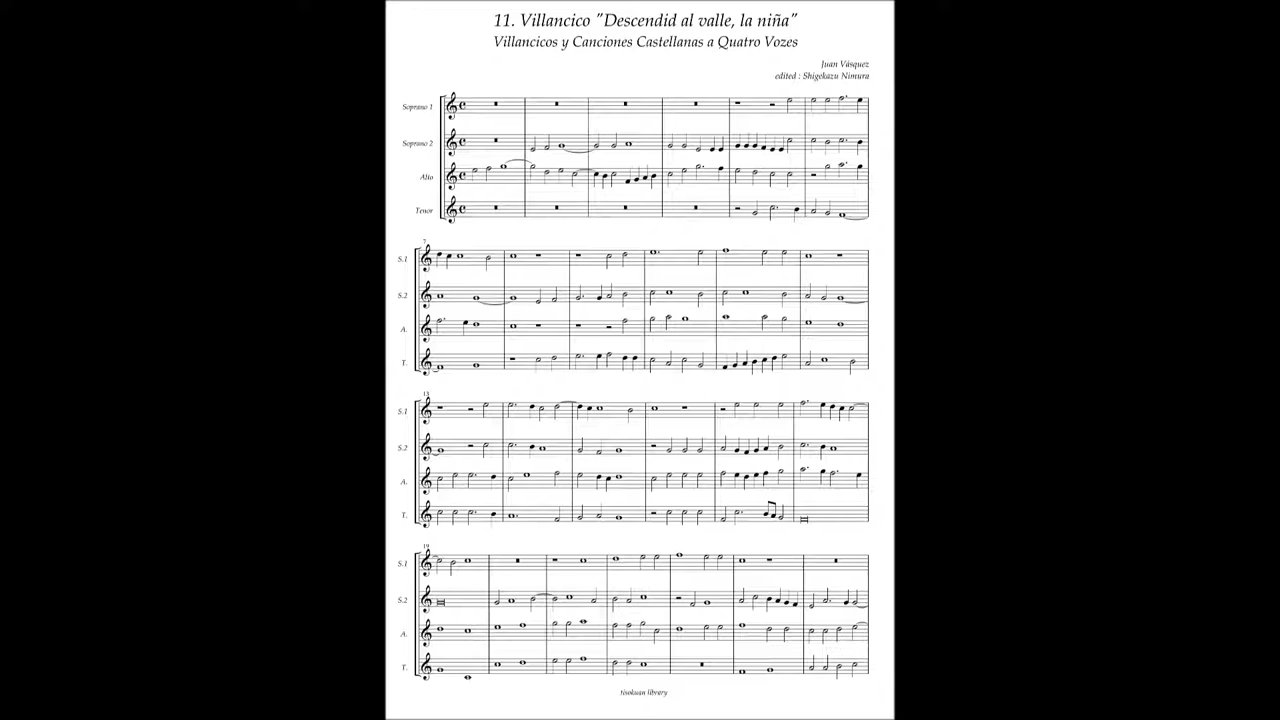 11. Villancico "Descendid al valle, la niña"
Villancicos y Canciones Castellanas a Quatro Vozes
Juan Vásquez
edited : Shigekazu Nimura
Soprano 1
Soprano 2
Alto
Tenor
7
S.1
S.2
A.
T.
13
S.1
S.2
A.
T.
19
S.1
S.2
A.
T.
library